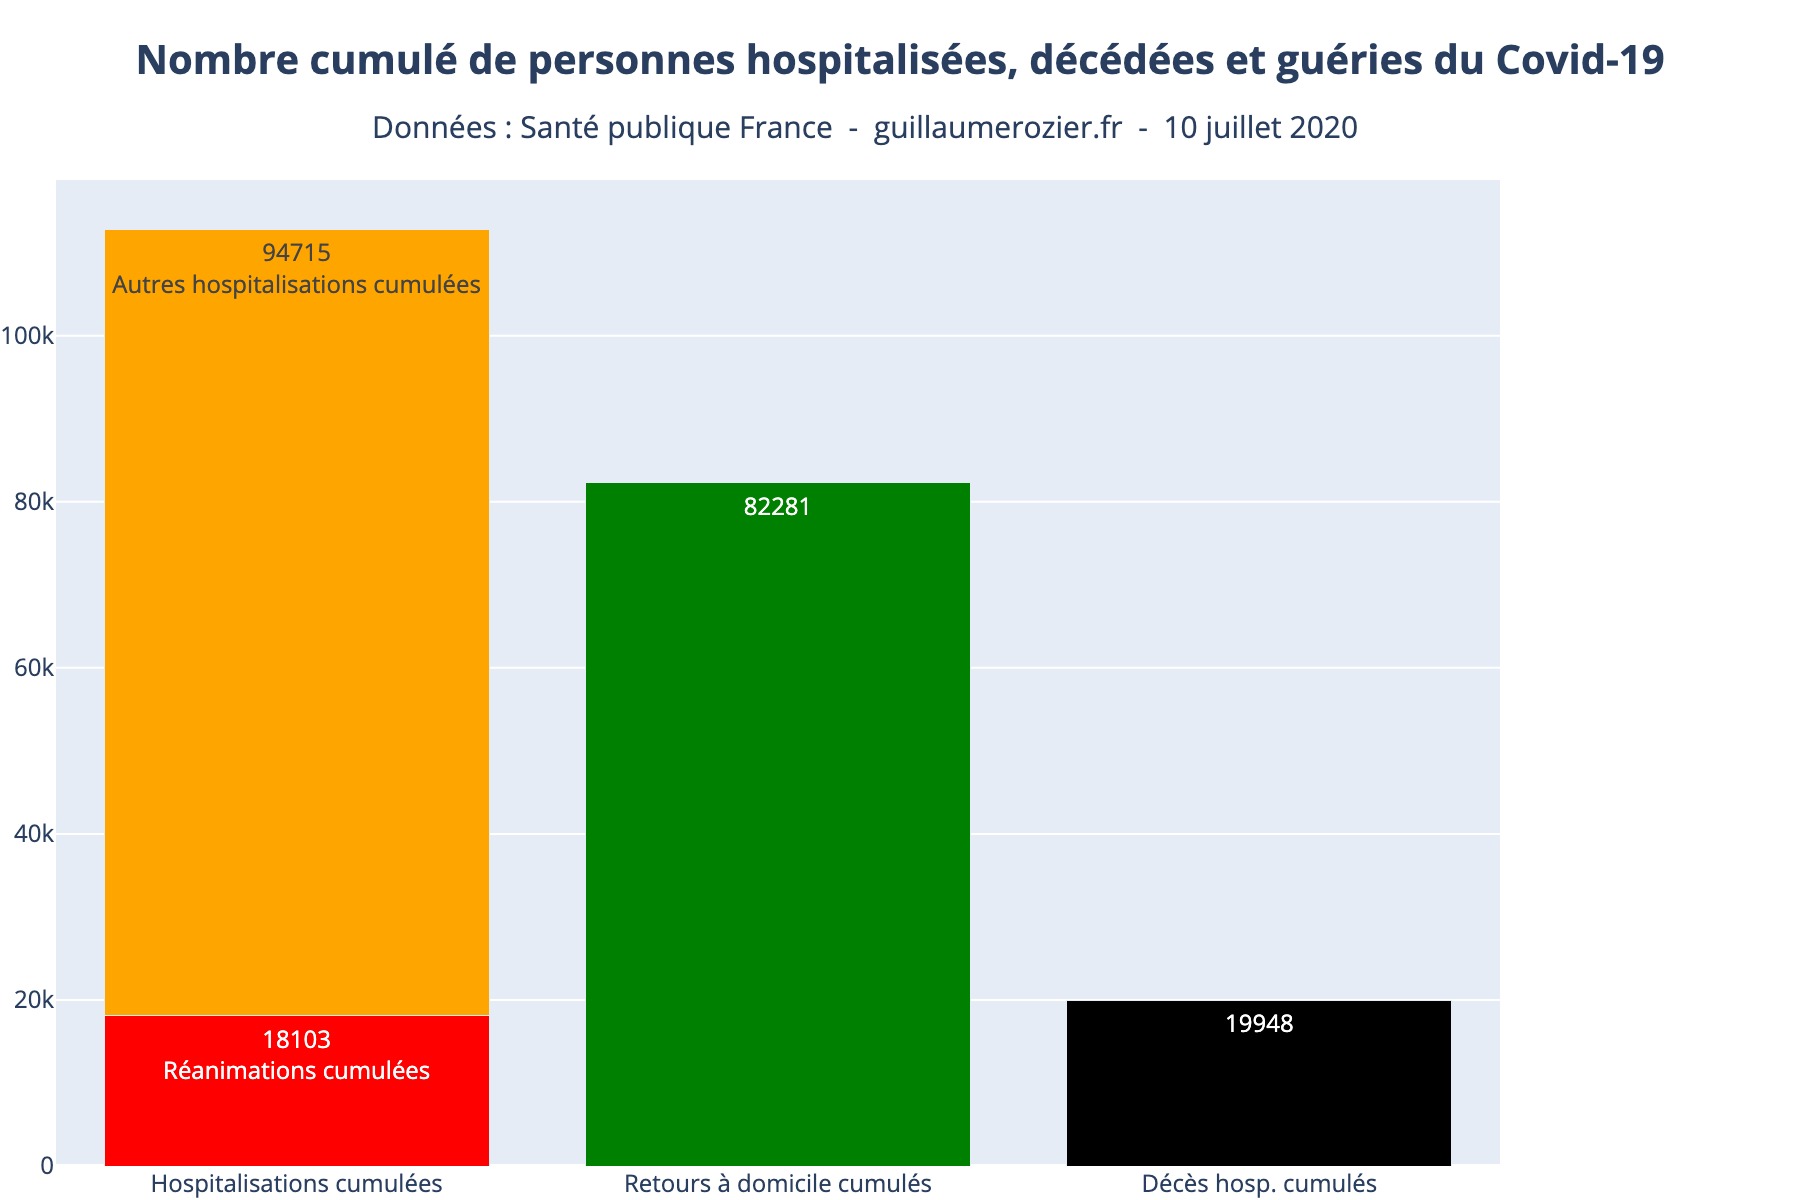 Nombre cumulé de personnes hospitalisées, décédées et guéries du Covid-19
Données : Santé publique France - guillaumerozier.fr - 10 juillet 2020
94715
Autres hospitalisations cumulées
100k
80k
82281
60k
40k
20k
18103
Réanimations cumulées
19948
0
Hospitalisations cumulées
Retours à domicile cumulés
Décès hosp. cumulés